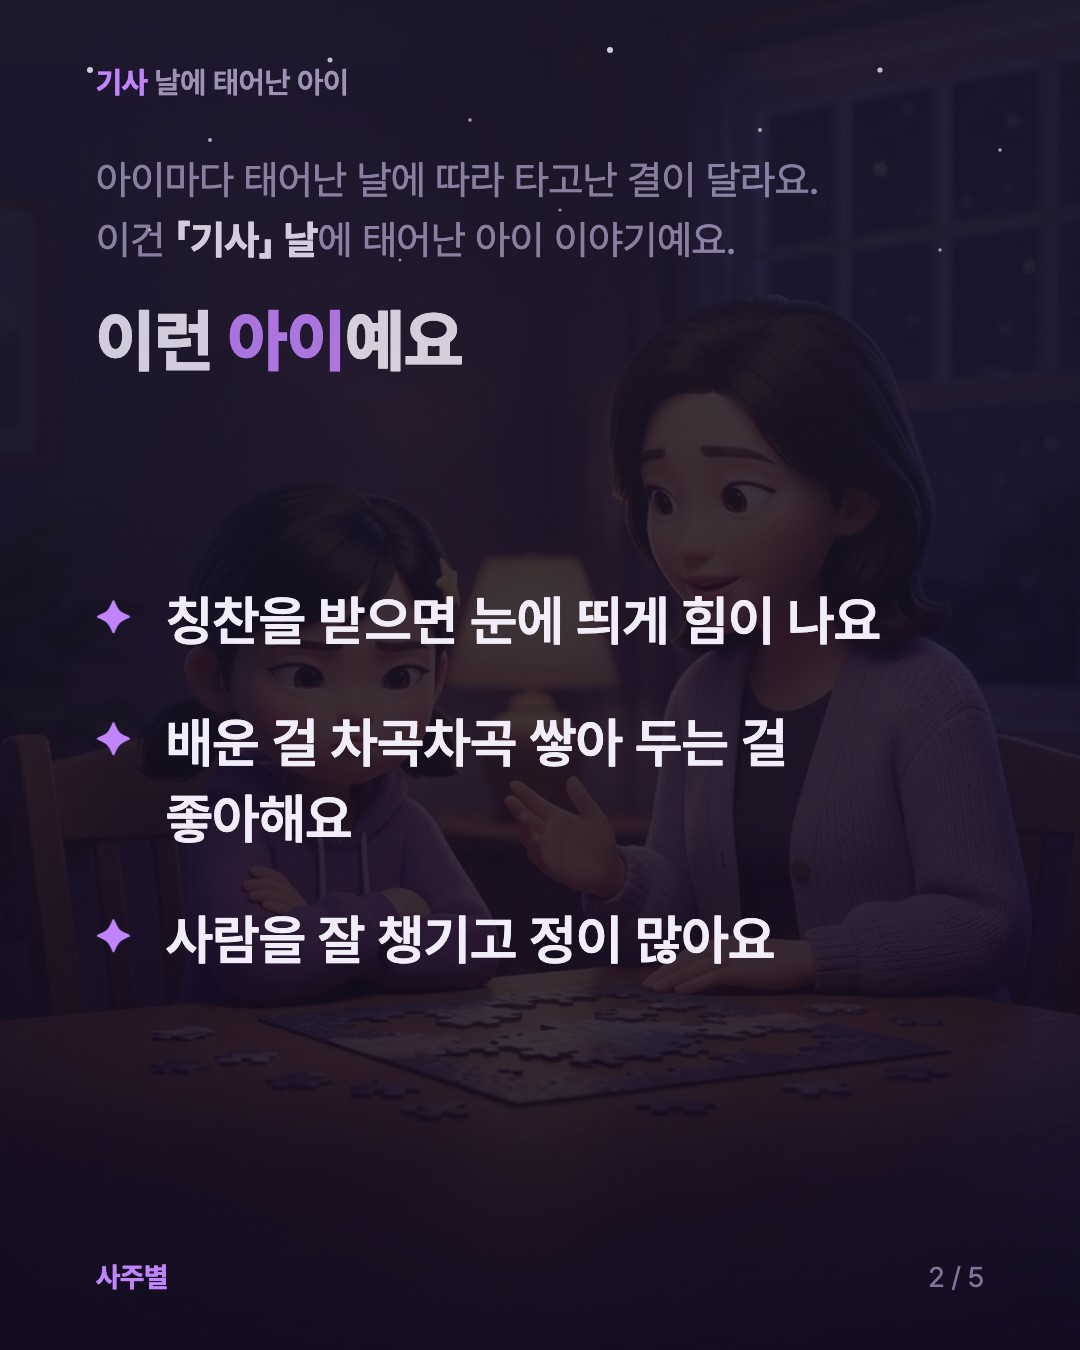 기사 날에 태어난 아이
아이마다 태어난 날에 따라 타고난 결이 달라요.
이건 「기사」 날에 태어난 아이 이야기예요.
이런 아이예요
칭찬을 받으면 눈에 띄게 힘이 나요
배운 걸 차곡차곡 쌓아 두는 걸
좋아해요
사람을 잘 챙기고 정이 많아요
사주별
2 / 5